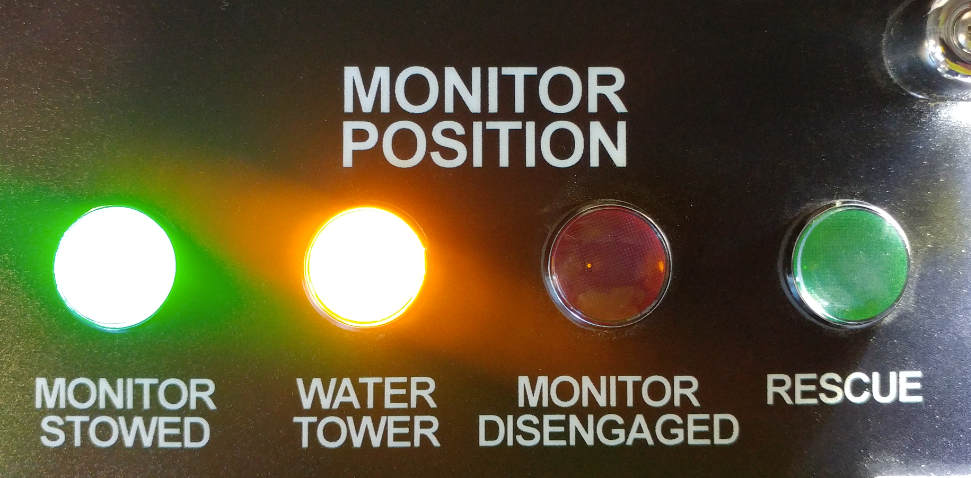 MONITOR
POSITION
MONITOR
STOWED
WATER
TOWER
MONITOR
DISENGAGED
RESCUE